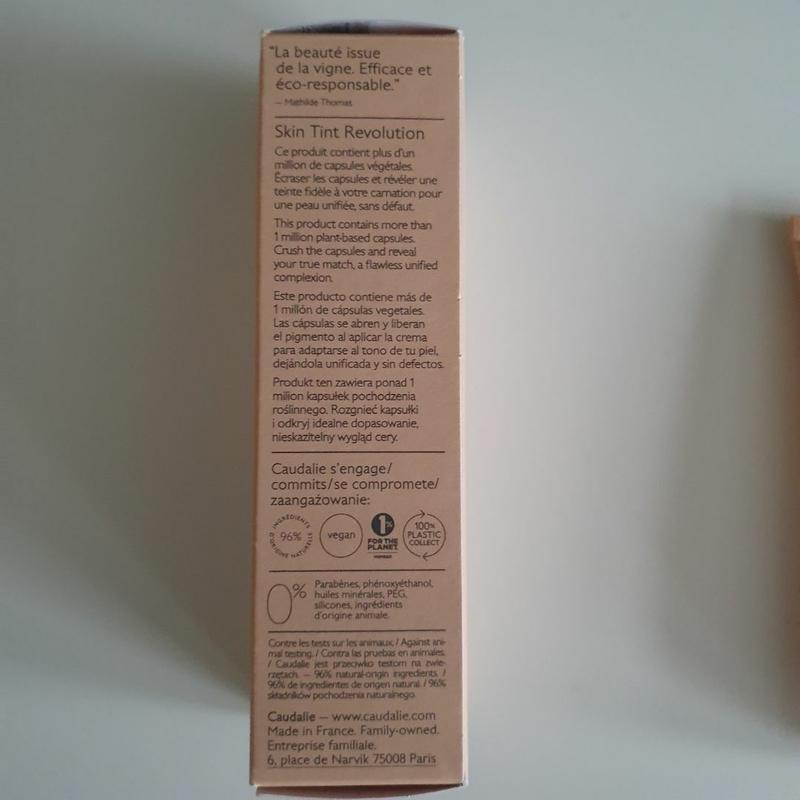 "La beauté issue
de la vigne. Efficace et
éco-responsable."
— Mathilde Thomas
Skin Tint Revolution
Ce produit contient plus d'un
million de capsules végétales.
Écraser les capsules et révéler une
teinte fidèle à votre carnation pour
une peau unifiée, sans défaut.
This product contains more than
1 million plant-based capsules.
Crush the capsules and reveal
your true match, a flawless unified
complexion.
Este producto contiene más de
1 millón de cápsulas vegetales.
Las cápsulas se abren y liberan
el pigmento al aplicar la crema
para adaptarse al tono de tu piel,
dejándola unificada y sin defectos.
Produkt ten zawiera ponad 1
milion kapsułek pochodzenia
roślinnego. Rozgnieć kapsułki
i odkryj idealne dopasowanie,
nieskazitelny wygląd cery.
Caudalie s'engage/
commits/se compromete/
zaangażowanie:
INGRÉDIENTS
96%
D'ORIGINE NATURELLE
vegan
1%
FOR THE
PLANET
MEMBER
100%
PLASTIC
COLLECT
0%
Parabènes, phénoxyéthanol,
huiles minérales, PEG,
silicones, ingrédients
d'origine animale.
Contre les tests sur les animaux. / Against ani-
mal testing. / Contra las pruebas en animales.
/ Caudalie jest przeciwko testom na zwie-
rzętach. — 96% natural-origin ingredients. /
96% de ingredientes de origen natural. / 96%
składników pochodzenia naturalnego.
Caudalie — www.caudalie.com
Made in France. Family-owned.
Entreprise familiale.
6, place de Narvik 75008 Paris